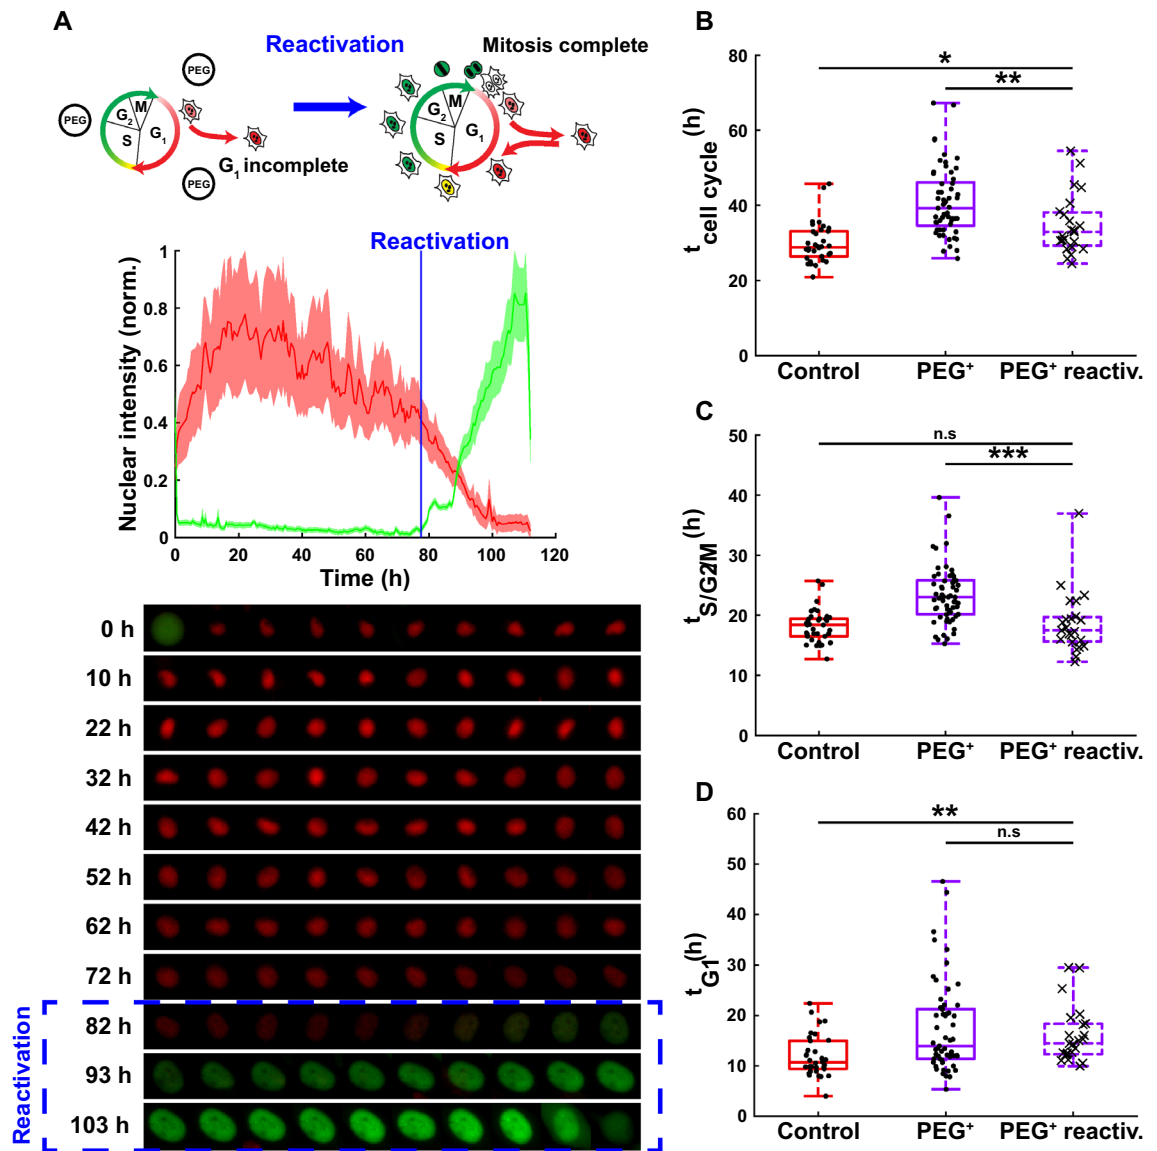 A
Reactivation
Mitosis complete
PEG
PEG
PEG
G2
M
S
G1
G1 incomplete
G2
M
S
G1
Reactivation
Nuclear intensity (norm.)
1
0.8
0.6
0.4
0.2
0
0 20 40 60 80 100 120
Time (h)
0 h
10 h
22 h
32 h
42 h
52 h
62 h
72 h
Reactivation
82 h
93 h
103 h
B
t cell cycle (h)
80
60
40
20
0
*
**
Control PEG+ PEG+ reactiv.
C
t S/G2/M (h)
50
40
30
20
10
0
n.s
***
Control PEG+ PEG+ reactiv.
D
t G1 (h)
60
50
40
30
20
10
0
**
n.s
Control PEG+ PEG+ reactiv.